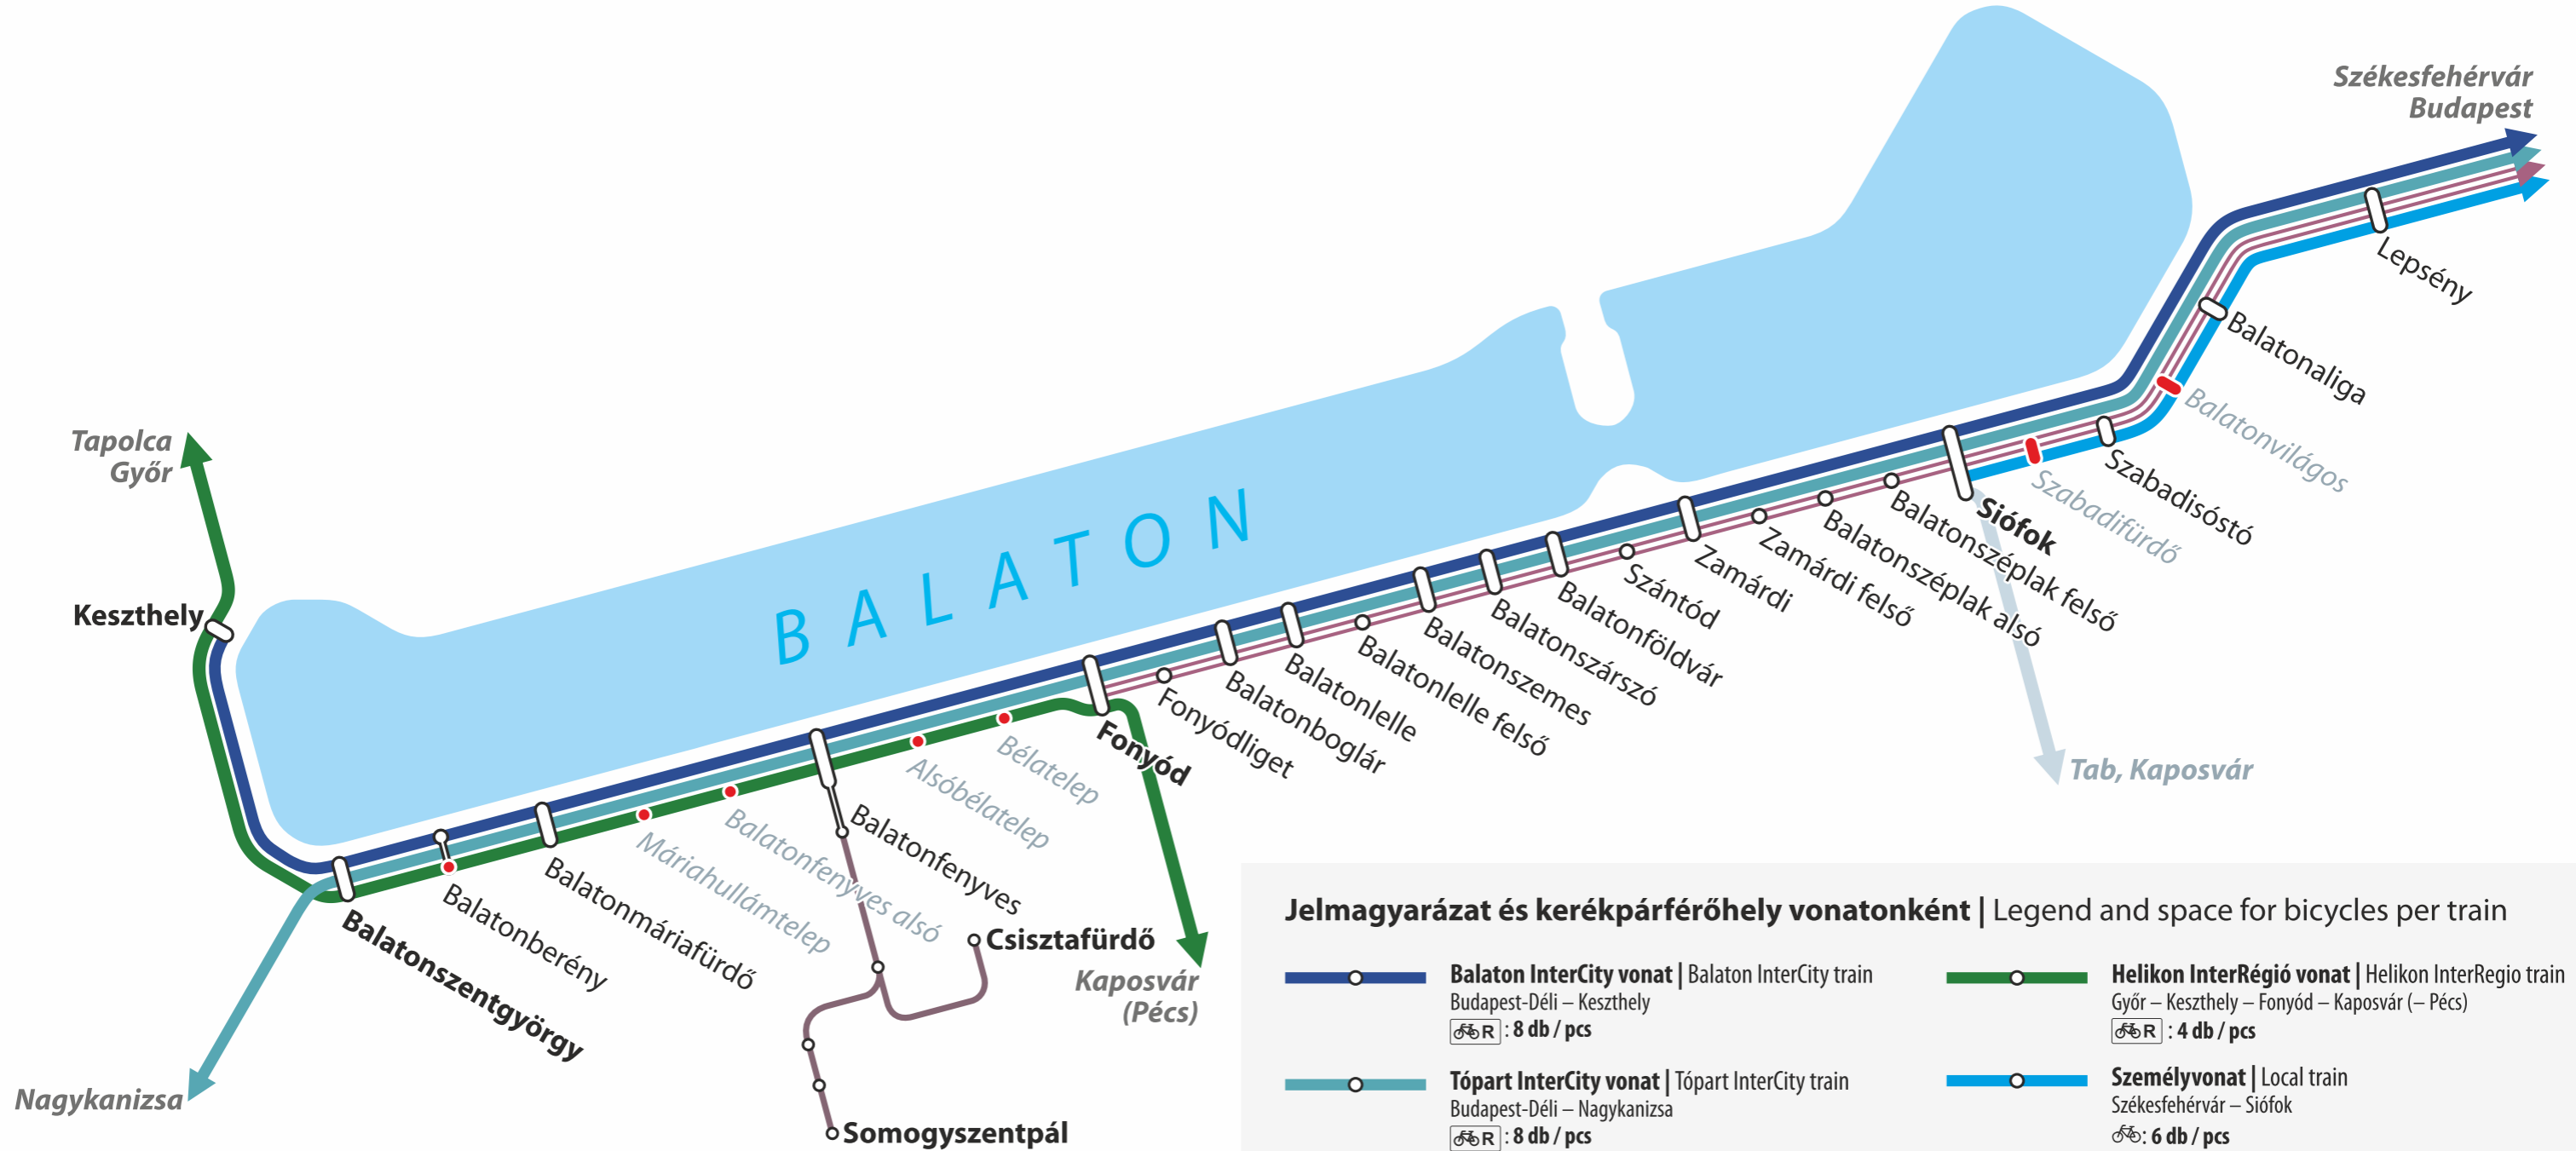 Székesfehérvár
Budapest
Lepsény
Balatonaliga
Balatonvilágos
Szabadisóstó
Szabadifürdő
Siófok
Balatonszéplak felső
Balatonszéplak alsó
Zamárdi felső
Zamárdi
Szántód
Balatonföldvár
Balatonszárszó
Balatonszemes
Balatonlelle felső
Balatonlelle
Balatonboglár
Fonyódliget
Fonyód
Bélatelep
Alsóbélatelep
Balatonfenyves
Balatonfenyves alsó
Máriahullámtelep
Balatonmáriafürdő
Balatonberény
Balatonszentgyörgy
Keszthely
Tapolca
Győr
BALATON
Tab, Kaposvár
Kaposvár
(Pécs)
Csisztafürdő
Somogyszentpál
Nagykanizsa
Jelmagyarázat és kerékpárférőhely vonatonként | Legend and space for bicycles per train
Balaton InterCity vonat | Balaton InterCity train
Budapest-Déli – Keszthely
R : 8 db / pcs
Tópart InterCity vonat | Tópart InterCity train
Budapest-Déli – Nagykanizsa
R : 8 db / pcs
Helikon InterRégió vonat | Helikon InterRegio train
Győr – Keszthely – Fonyód – Kaposvár (– Pécs)
R : 4 db / pcs
Személyvonat | Local train
Székesfehérvár – Siófok
: 6 db / pcs